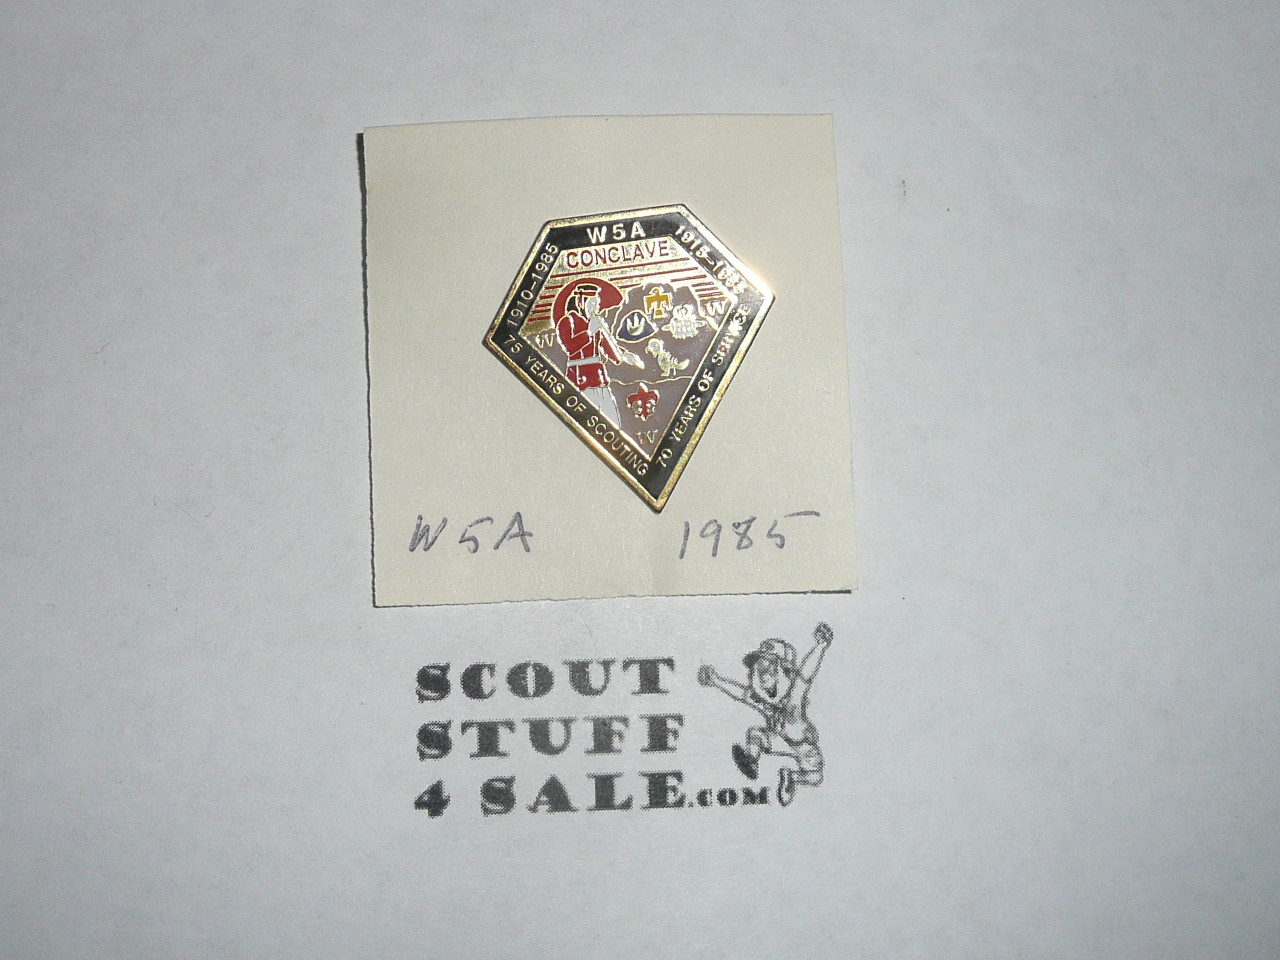 W5A
CONCLAVE
1910-1985
1915-1985
W W
W
75 YEARS OF SCOUTING
70 YEARS OF SERVICE
W5A 1985
SCOUT
STUFF
4 SALE.COM